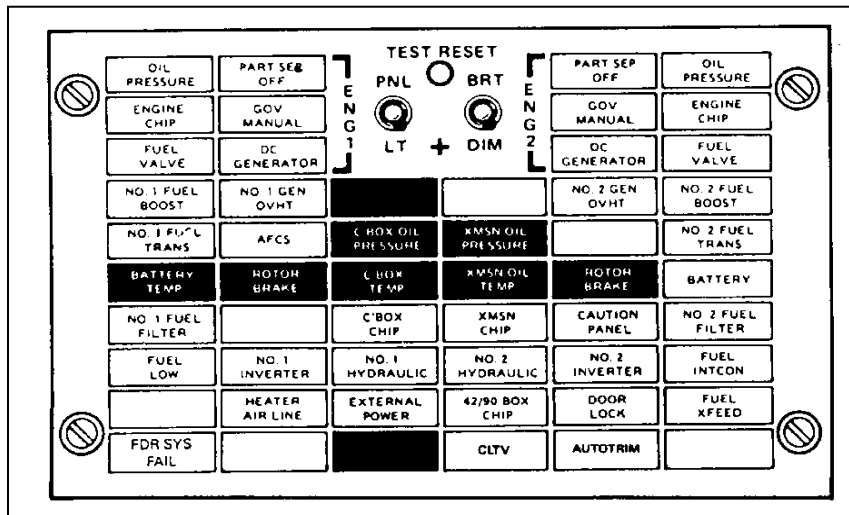 TEST RESET
OIL PRESSURE
PART SEP OFF
ENG1
PNL
BRT
ENG2
PART SEP OFF
OIL PRESSURE
ENGINE CHIP
GOV MANUAL
LT
+
DIM
GOV MANUAL
ENGINE CHIP
FUEL VALVE
DC GENERATOR
DC GENERATOR
FUEL VALVE
NO. 1 FUEL BOOST
NO. 1 GEN OVHT
NO. 2 GEN OVHT
NO. 2 FUEL BOOST
NO. 1 FUEL TRANS
AFCS
C BOX OIL PRESSURE
XMSN OIL PRESSURE
NO. 2 FUEL TRANS
BATTERY TEMP
ROTOR BRAKE
C BOX TEMP
XMSN OIL TEMP
ROTOR BRAKE
BATTERY
NO. 1 FUEL FILTER
C'BOX CHIP
XMSN CHIP
CAUTION PANEL
NO. 2 FUEL FILTER
FUEL LOW
NO. 1 INVERTER
NO. 1 HYDRAULIC
NO. 2 HYDRAULIC
NO. 2 INVERTER
FUEL INTCON
HEATER AIR LINE
EXTERNAL POWER
42/90 BOX CHIP
DOOR LOCK
FUEL XFEED
FDR SYS FAIL
CLTV
AUTOTRIM